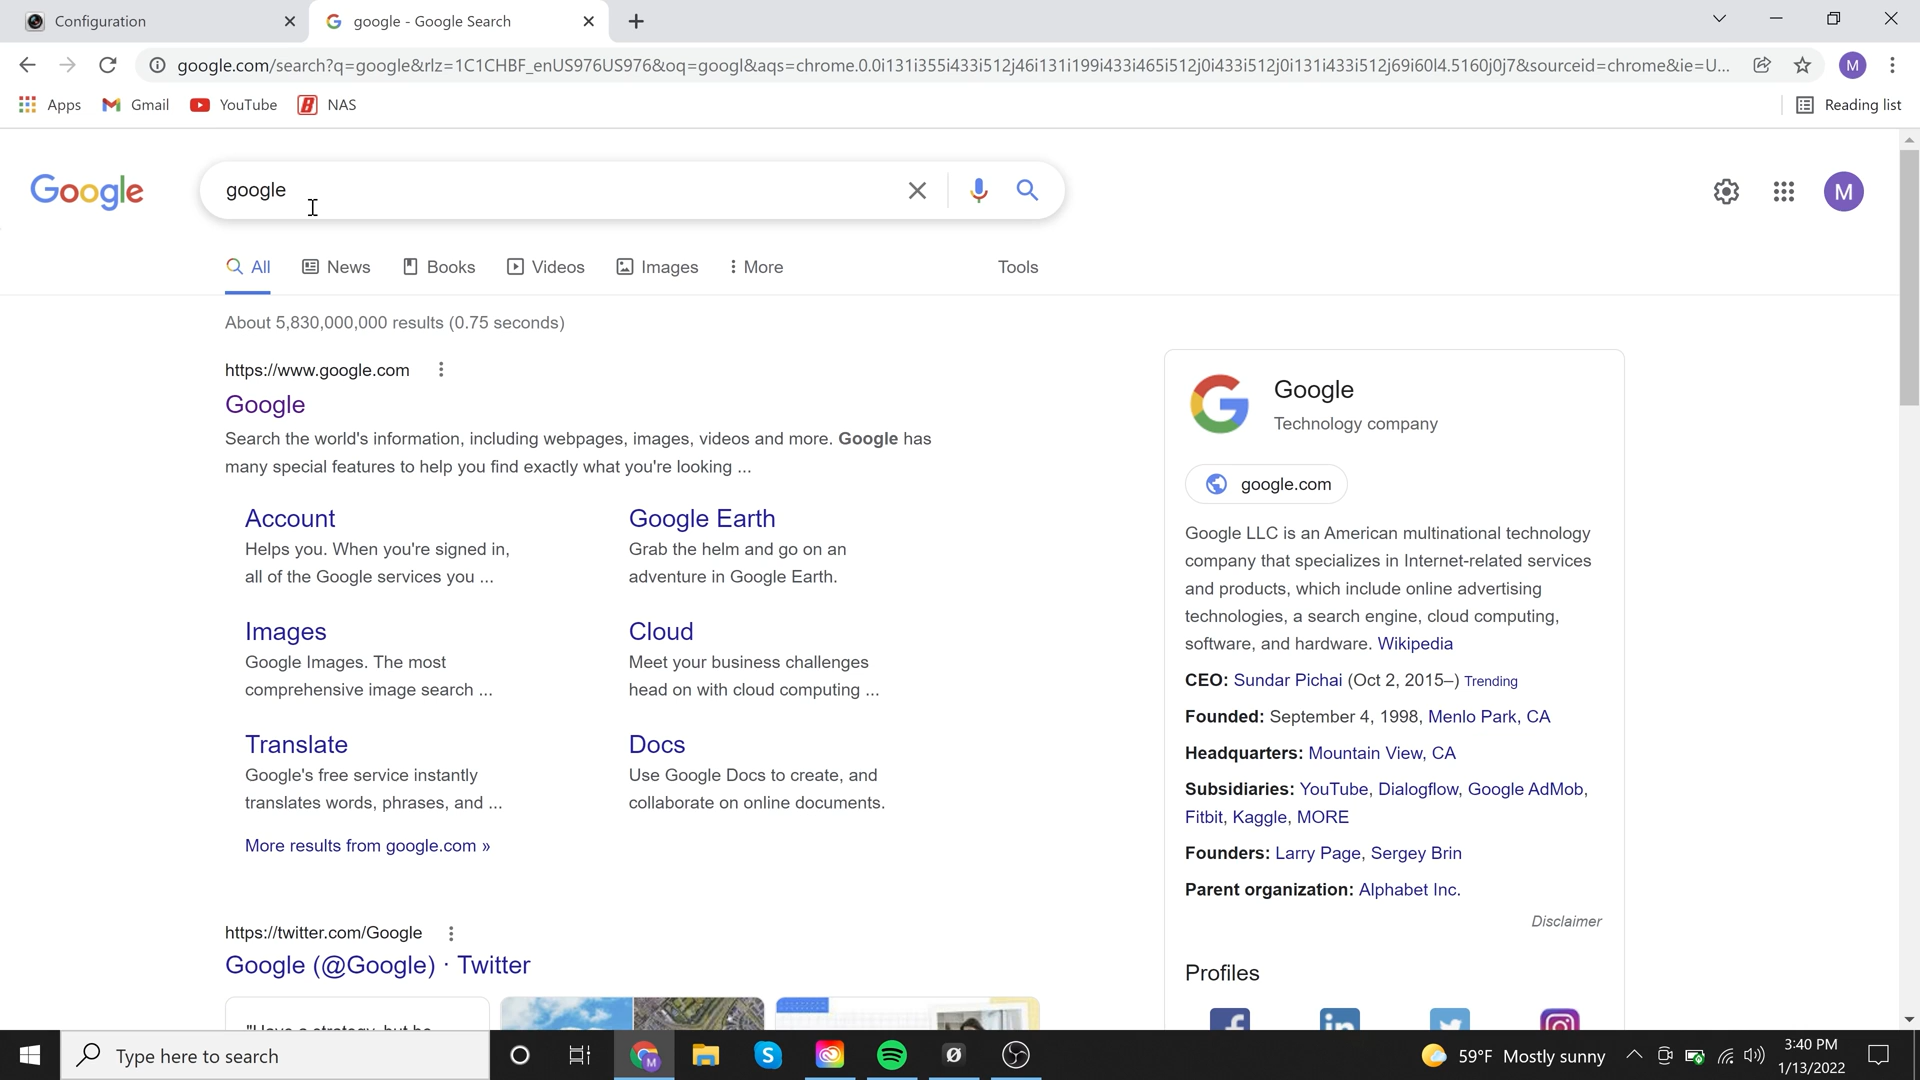 Configuration
google - Google Search
google.com/search?q=google&rlz=1C1CHBF_enUS976US976&oq=googl&aqs=chrome.0.0i131i355i433i512j46i131i199i433i465i512j0i433i512j0i131i433i512j69i60l4.5160j0j7&sourceid=chrome&ie=U...
M
Apps
Gmail
YouTube
NAS
Reading list
Google
google
M
All
News
Books
Videos
Images
More
Tools
About 5,830,000,000 results (0.75 seconds)
https://www.google.com
Google
Search the world's information, including webpages, images, videos and more. Google has
many special features to help you find exactly what you're looking ...
Account
Helps you. When you're signed in,
all of the Google services you ...
Google Earth
Grab the helm and go on an
adventure in Google Earth.
Images
Google Images. The most
comprehensive image search ...
Cloud
Meet your business challenges
head on with cloud computing ...
Translate
Google's free service instantly
translates words, phrases, and ...
Docs
Use Google Docs to create, and
collaborate on online documents.
More results from google.com »
https://twitter.com/Google
Google (@Google) · Twitter
Google
Technology company
google.com
Google LLC is an American multinational technology
company that specializes in Internet-related services
and products, which include online advertising
technologies, a search engine, cloud computing,
software, and hardware. Wikipedia
CEO: Sundar Pichai (Oct 2, 2015–) Trending
Founded: September 4, 1998, Menlo Park, CA
Headquarters: Mountain View, CA
Subsidiaries: YouTube, Dialogflow, Google AdMob,
Fitbit, Kaggle, MORE
Founders: Larry Page, Sergey Brin
Parent organization: Alphabet Inc.
Disclaimer
Profiles
Type here to search
59°F Mostly sunny
3:40 PM
1/13/2022